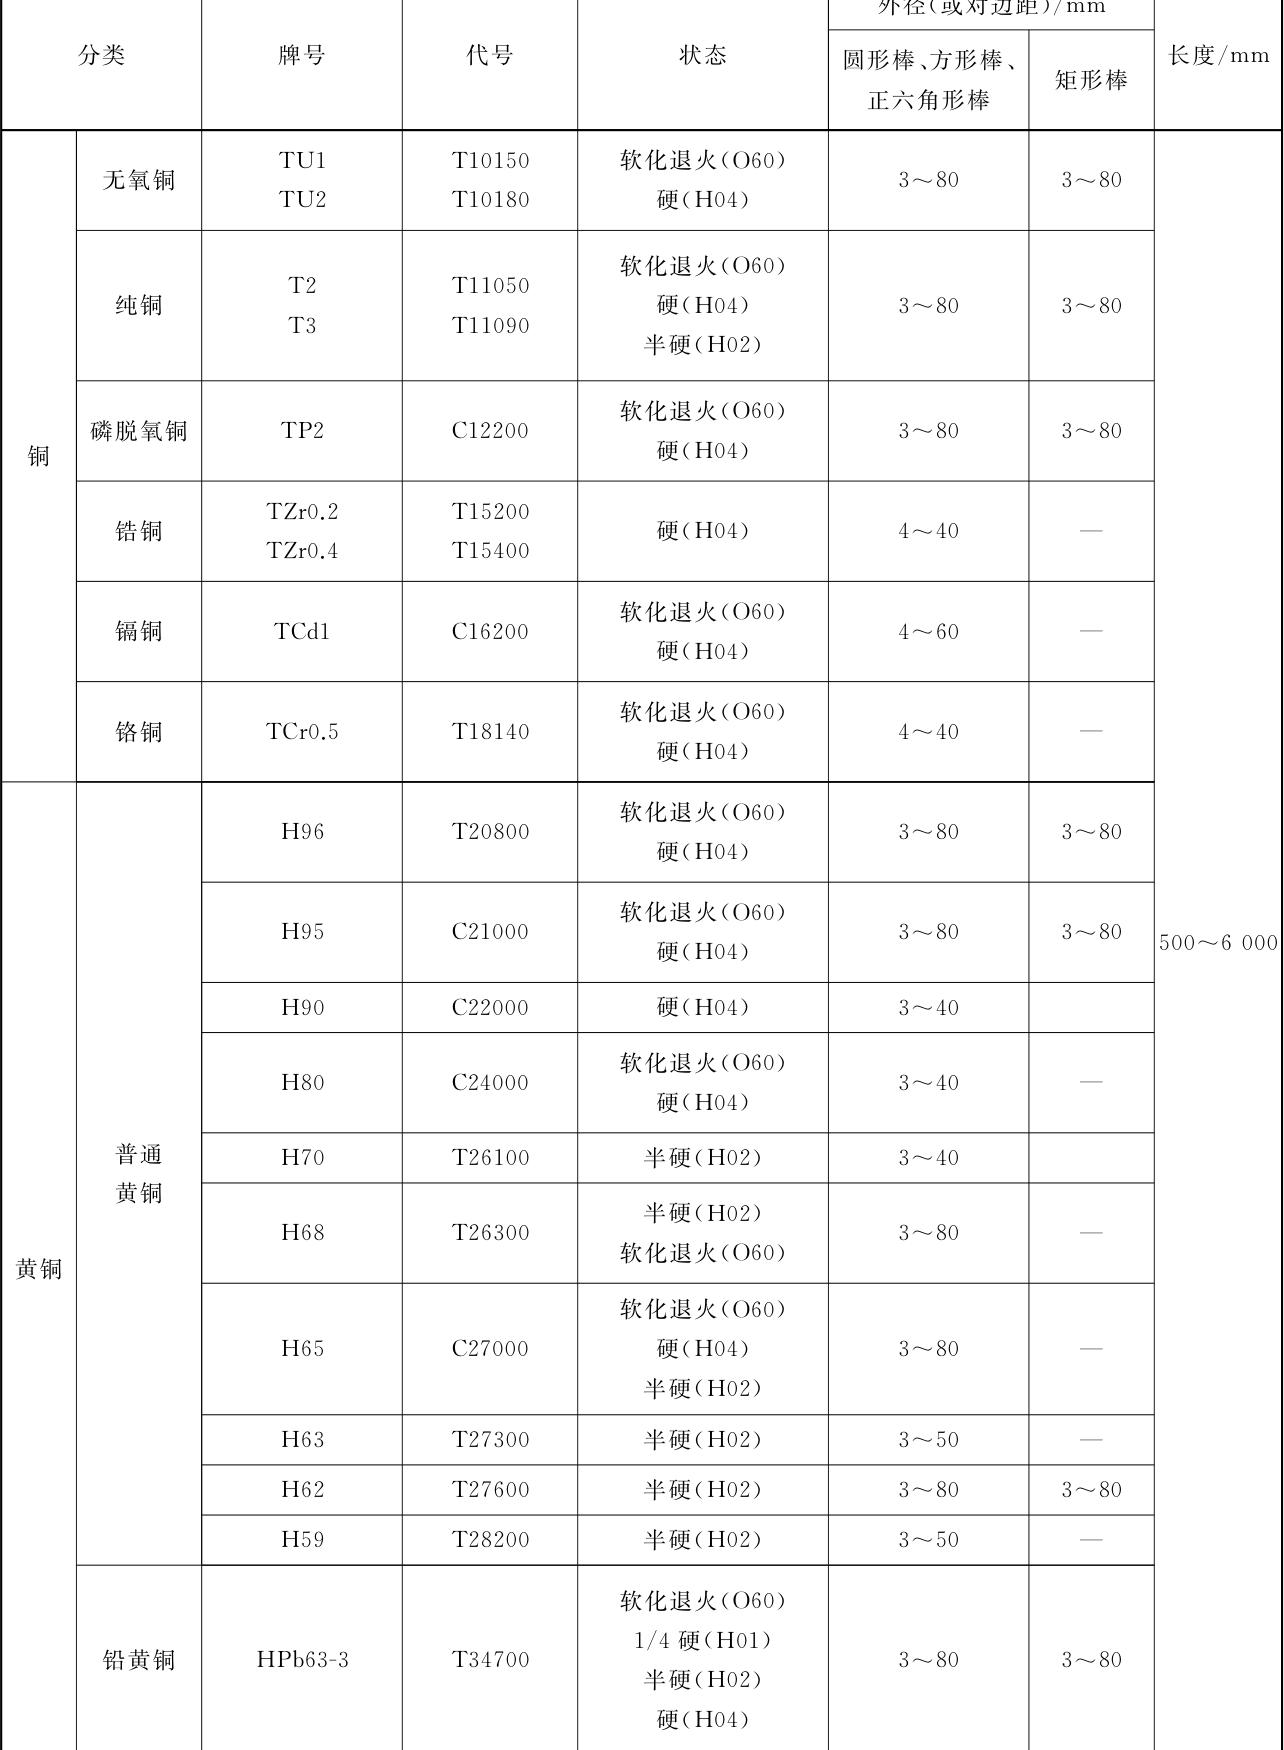 外径(或对边距)/mm
分类 牌号 代号 状态 长度/mm
圆形棒、方形棒、
正六角形棒
矩形棒
铜
无氧铜
TU1 T10150 软化退火(O60)
TU2 T10180 硬(H04)
3～80 3～80
纯铜
T2 T11050
T3 T11090
软化退火(O60)
硬(H04)
半硬(H02)
3～80 3～80
磷脱氧铜 TP2 C12200
软化退火(O60)
硬(H04)
3～80 3～80
锆铜
TZr0.2 T15200
TZr0.4 T15400
硬(H04) 4～40 —
镉铜 TCd1 C16200
软化退火(O60)
硬(H04)
4～60 —
铬铜 TCr0.5 T18140
软化退火(O60)
硬(H04)
4～40 —
黄铜
普通
黄铜
H96 T20800
软化退火(O60)
硬(H04)
3～80 3～80
H95 C21000
软化退火(O60)
硬(H04)
3～80 3～80
500～6 000
H90 C22000 硬(H04) 3～40
H80 C24000
软化退火(O60)
硬(H04)
3～40 —
H70 T26100 半硬(H02) 3～40
H68 T26300
半硬(H02)
软化退火(O60)
3～80 —
H65 C27000
软化退火(O60)
硬(H04)
半硬(H02)
3～80 —
H63 T27300 半硬(H02) 3～50 —
H62 T27600 半硬(H02) 3～80 3～80
H59 T28200 半硬(H02) 3～50 —
铅黄铜 HPb63-3 T34700
软化退火(O60)
1/4 硬(H01)
半硬(H02)
硬(H04)
3～80 3～80